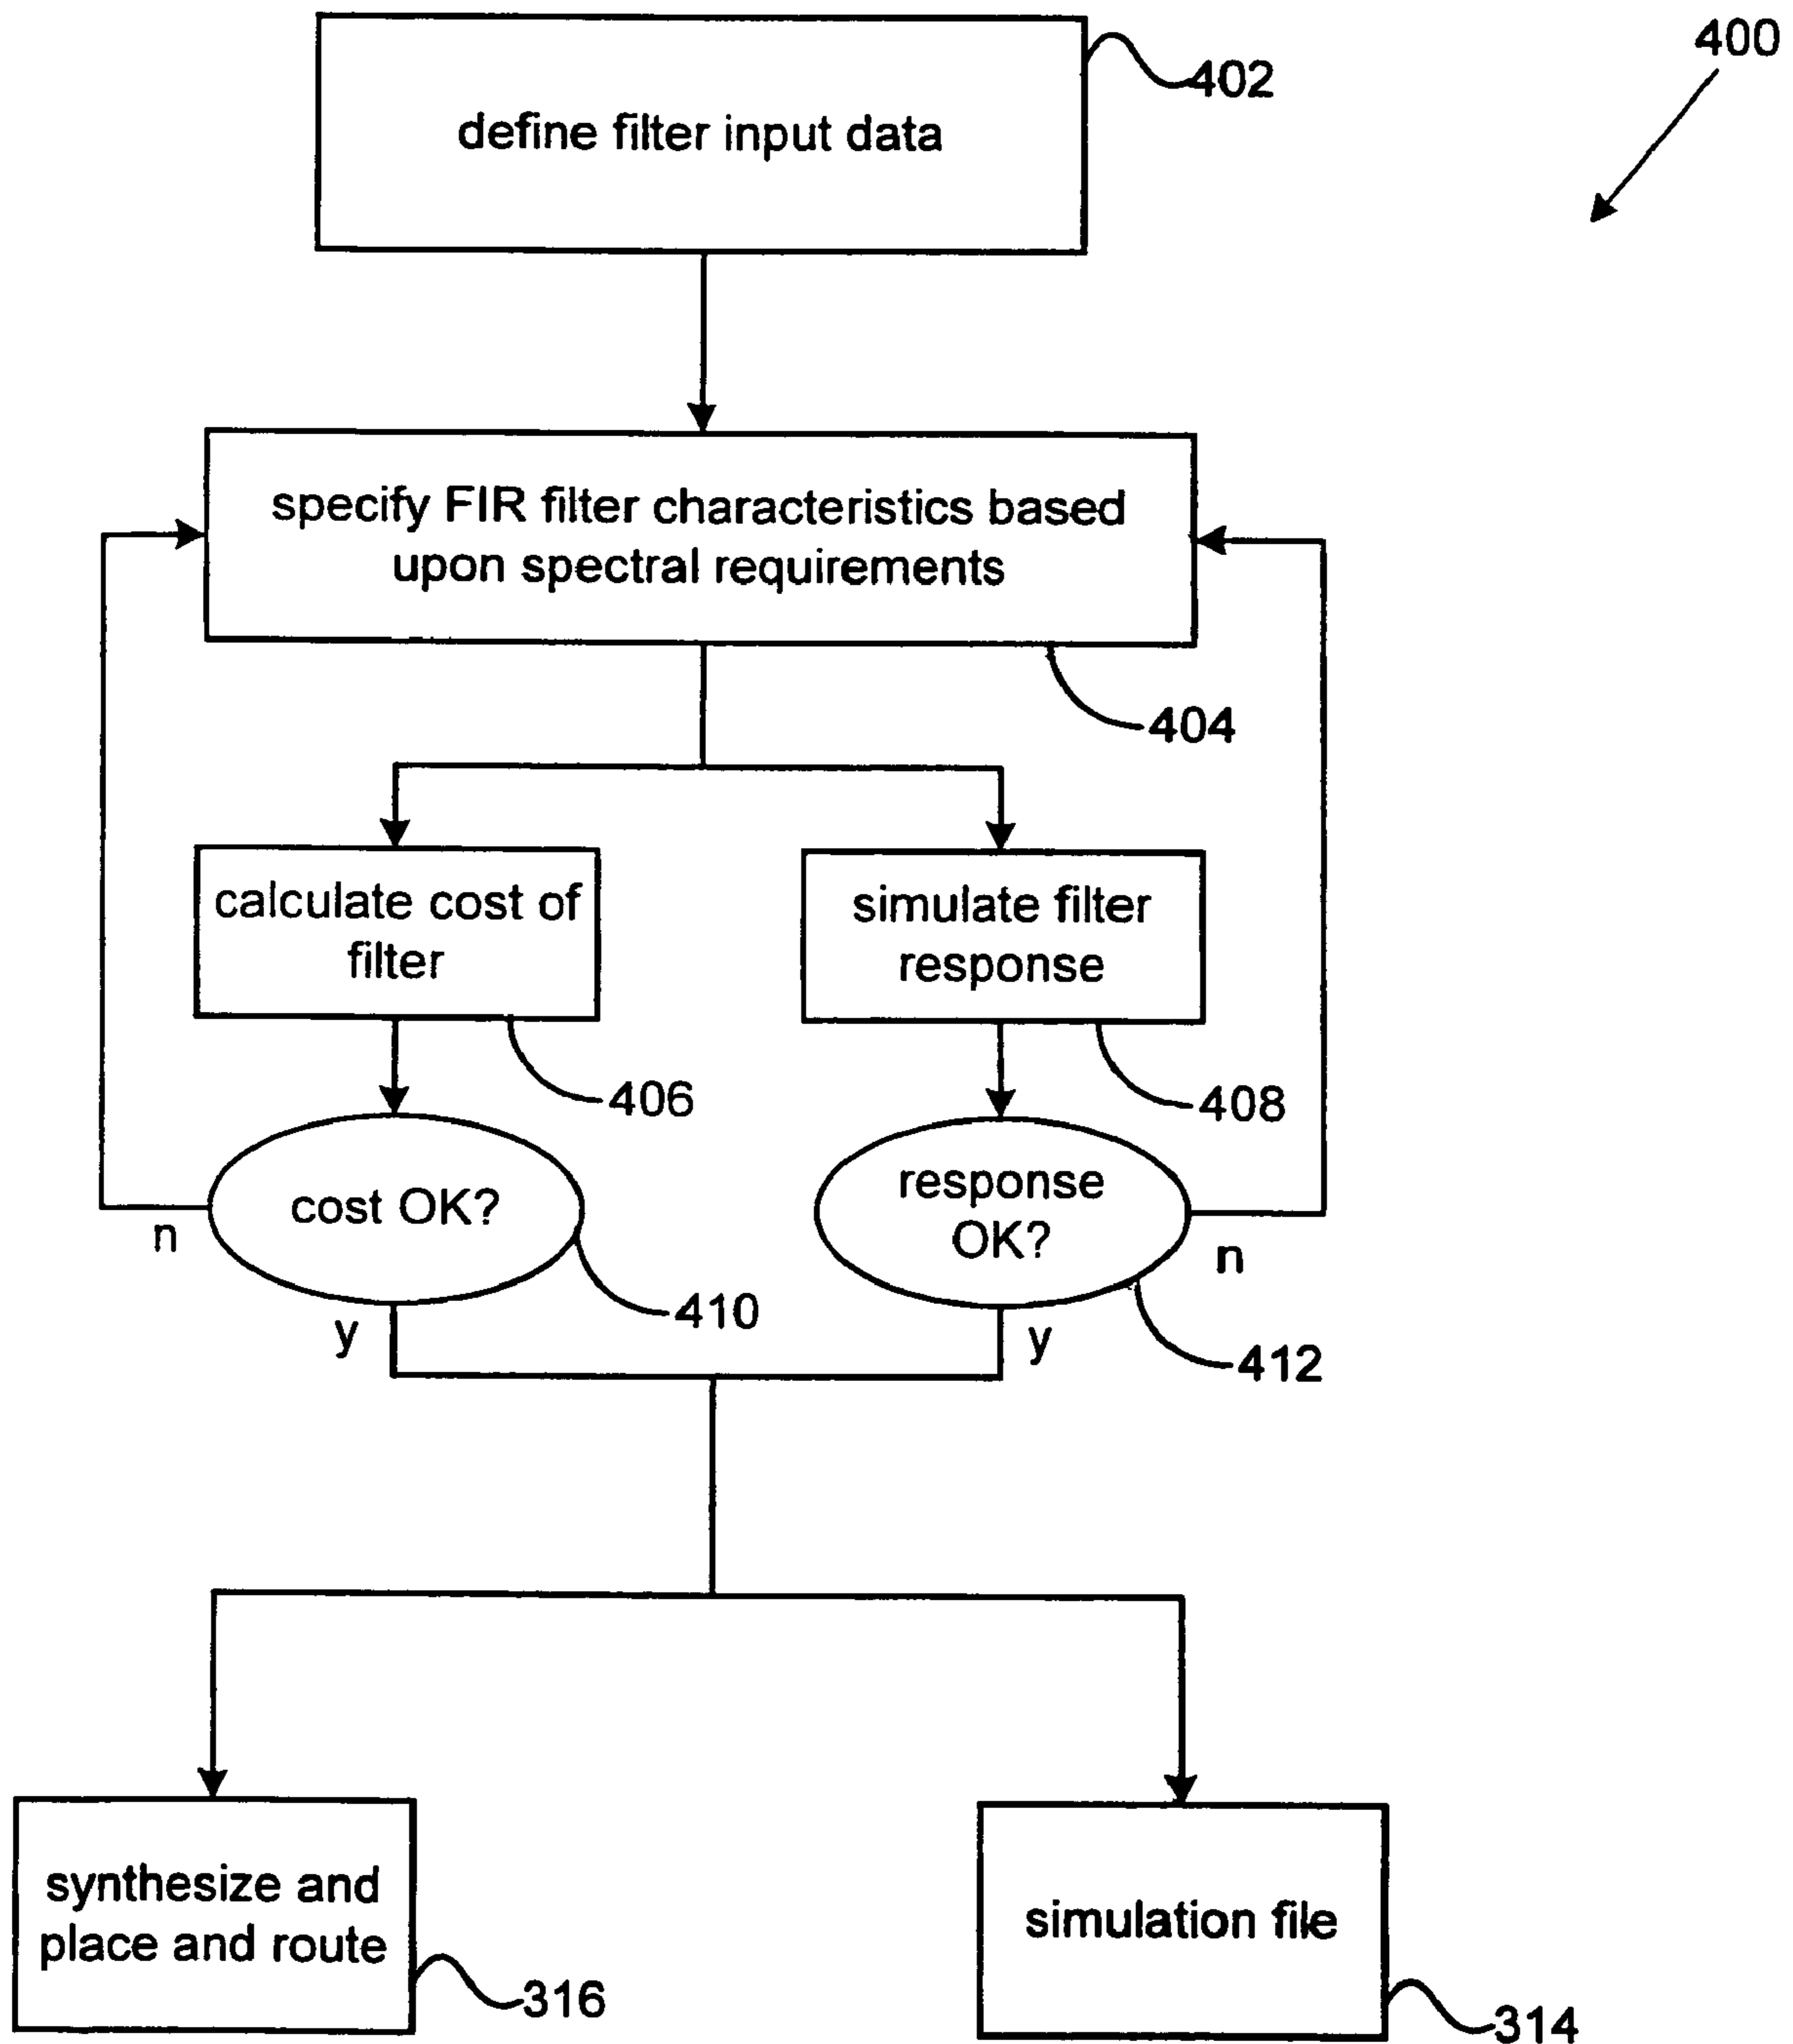 400
define filter input data
402
specify FIR filter characteristics based
upon spectral requirements
404
calculate cost of
filter
406
simulate filter
response
408
cost OK?
n
y
410
response
OK?
n
y
412
synthesize and
place and route
316
simulation file
314